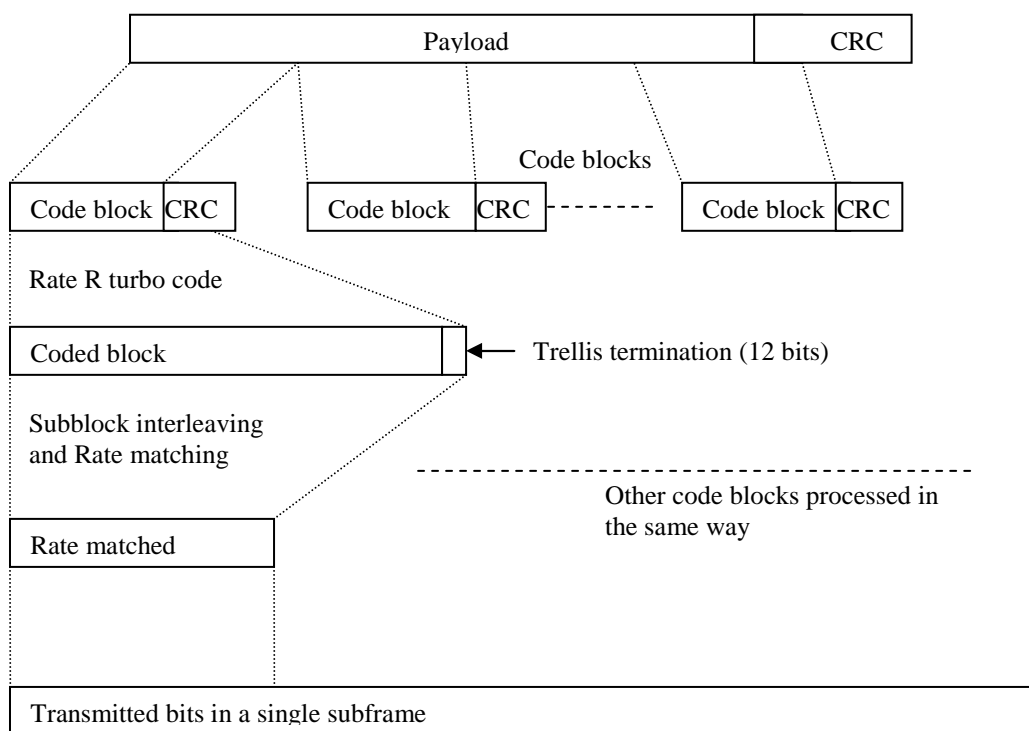 Payload CRC
Code blocks
Code block CRC Code block CRC Code block CRC
Rate R turbo code
Coded block Trellis termination (12 bits)
Subblock interleaving
and Rate matching
Other code blocks processed in
the same way
Rate matched
Transmitted bits in a single subframe